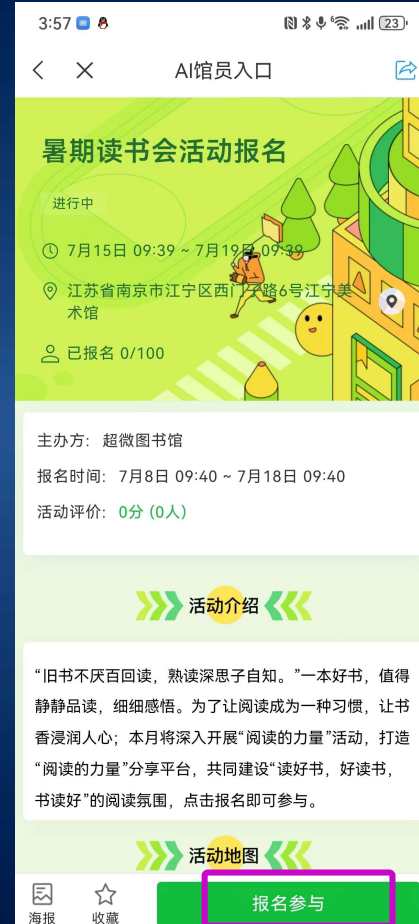 3:57 23
AI馆员入口
暑期读书会活动报名
进行中
7月15日 09:39 ~ 7月19日 09:39
江苏省南京市江宁区西门子路6号江宁美
术馆
已报名 0/100
主办方: 超微图书馆
报名时间: 7月8日 09:40 ~ 7月18日 09:40
活动评价: 0分 (0人)
活动介绍
“旧书不厌百回读，熟读深思子自知。”一本好书，值得
静静品读，细细感悟。为了让阅读成为一种习惯，让书
香浸润人心；本月将深入开展“阅读的力量”活动，打造
“阅读的力量”分享平台，共同建设“读好书，好读书，
书读好”的阅读氛围，点击报名即可参与。
活动地图
海报 收藏 报名参与